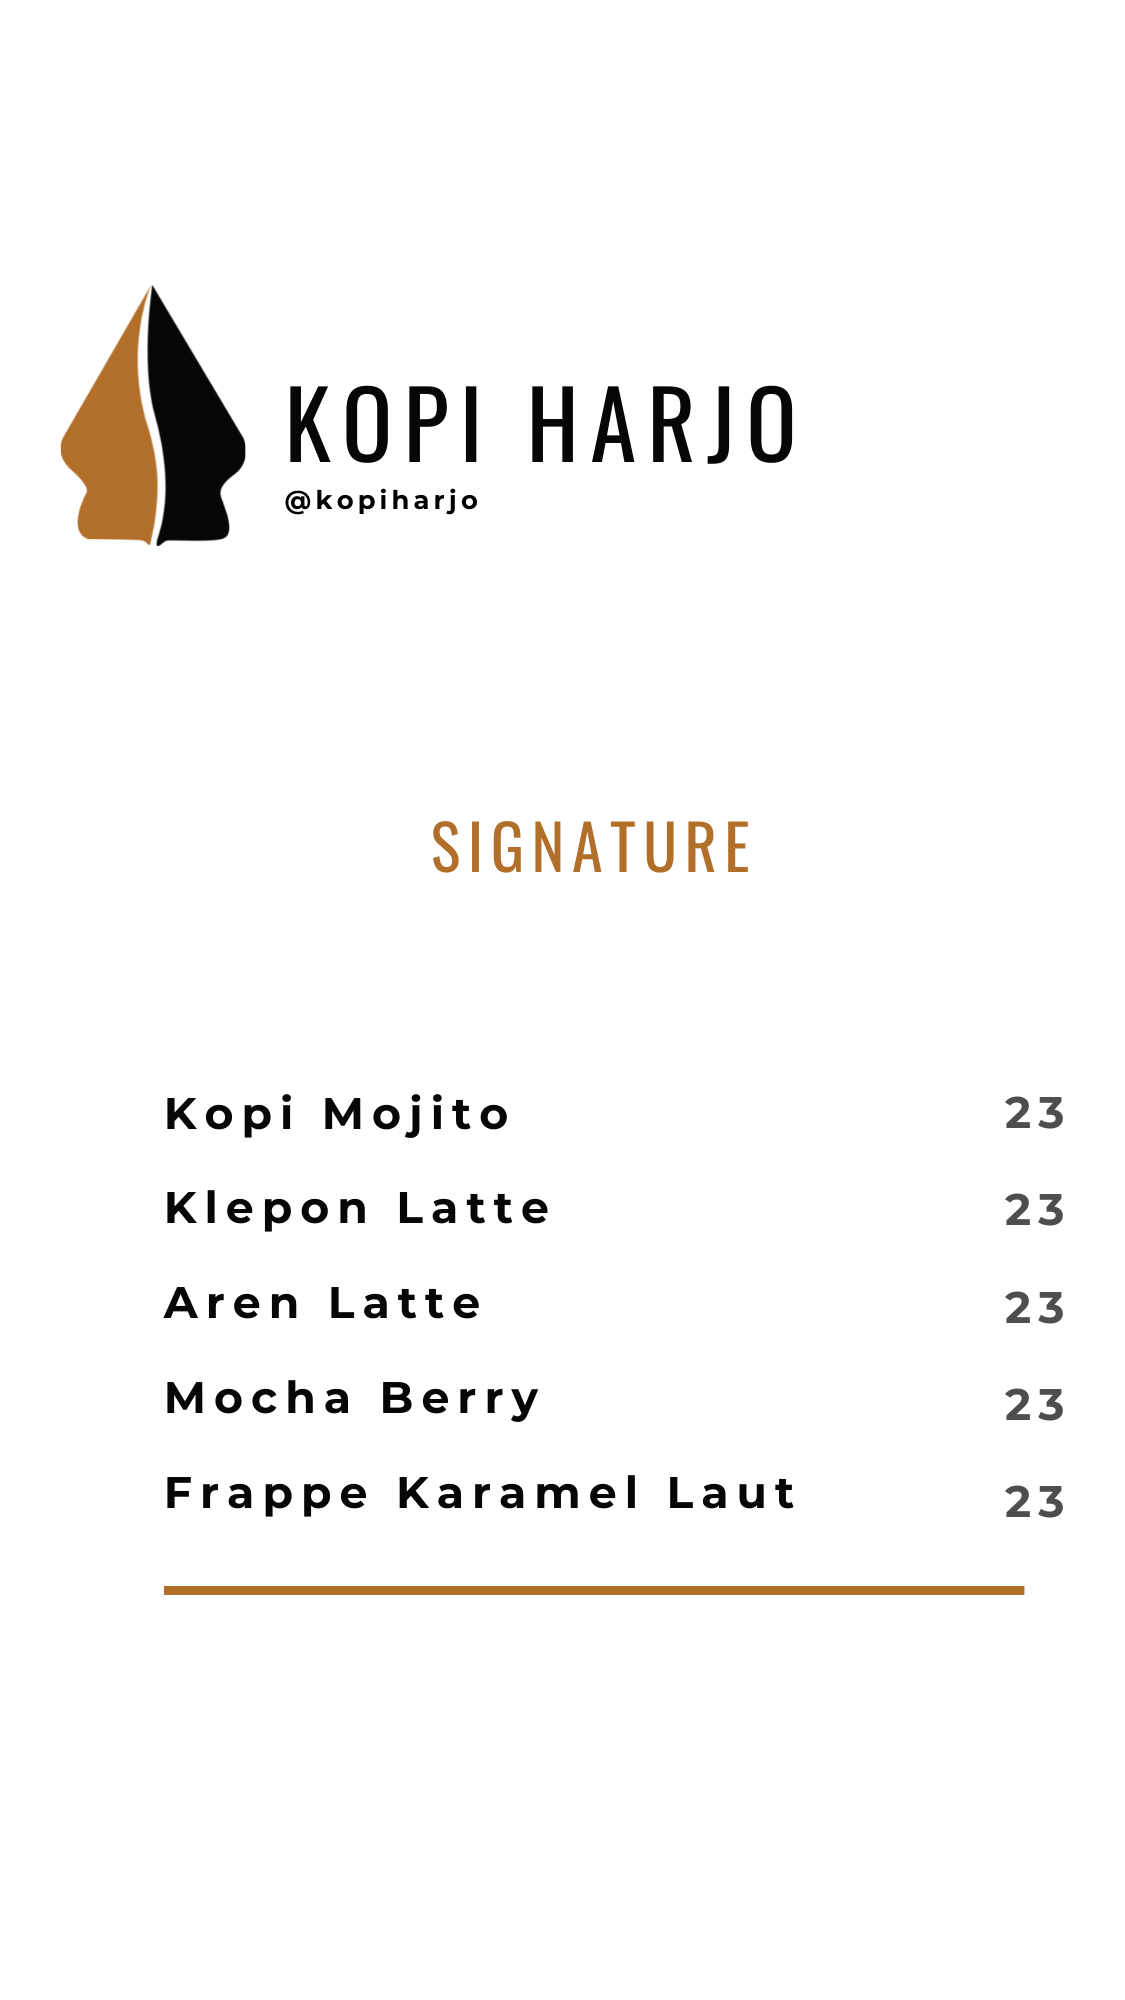 KOPI HARJO
@kopiharjo
SIGNATURE
Kopi Mojito 23
Klepon Latte 23
Aren Latte 23
Mocha Berry 23
Frappe Karamel Laut 23